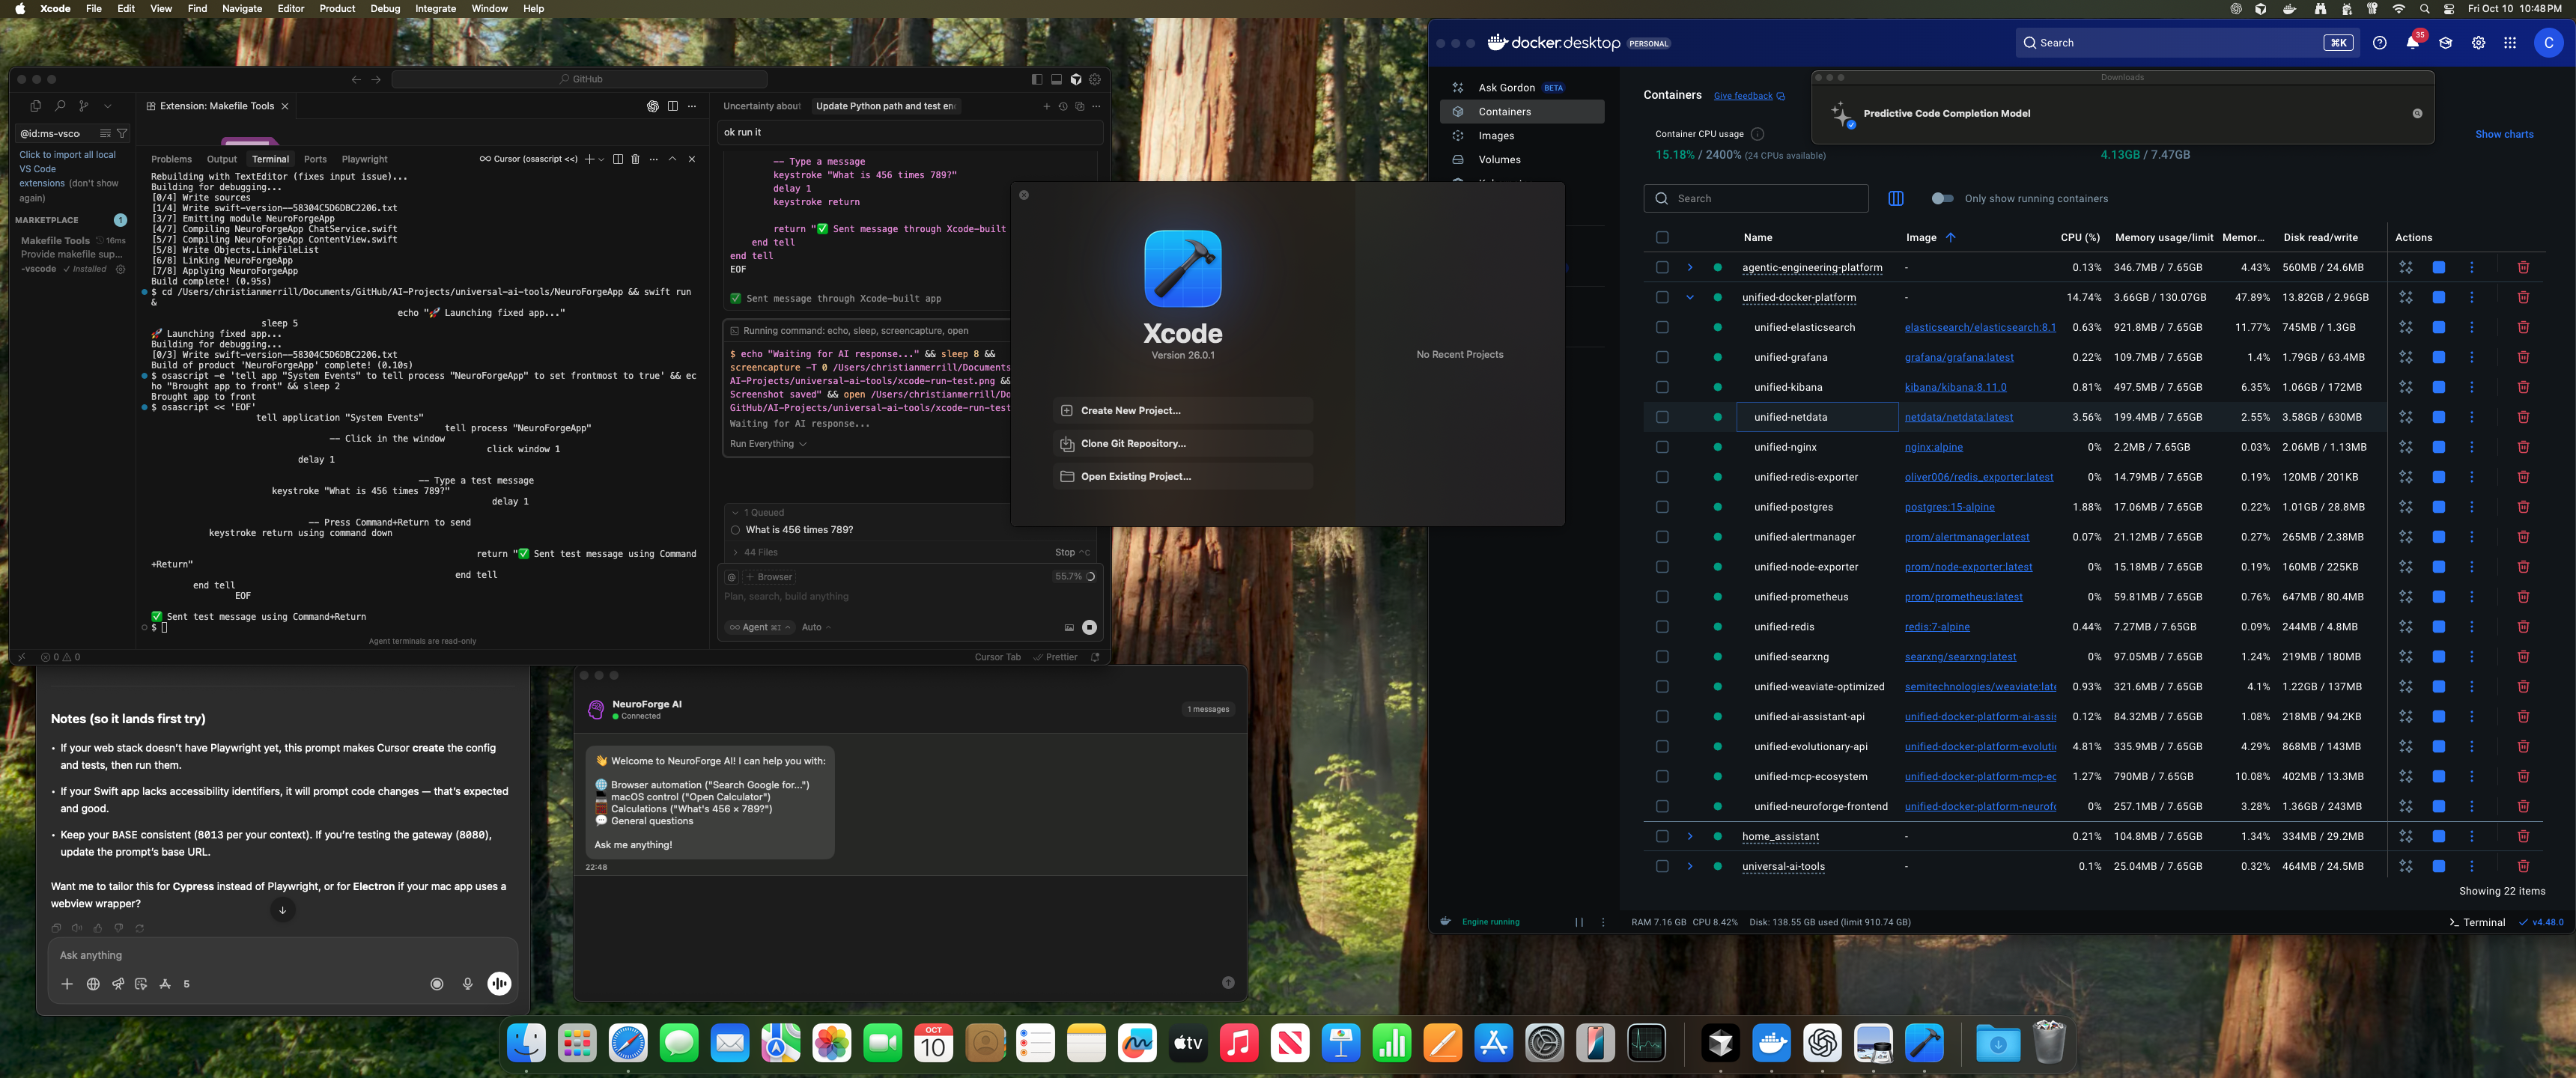 Xcode File Edit View Find Navigate Editor Product Debug Integrate Window Help
Fri Oct 10 10:48 PM
GitHub
Extension: Makefile Tools
@id:ms-vsco
Click to import all local
VS Code
extensions (don't show
again)
MARKETPLACE 1
Makefile Tools 16ms
Provide makefile sup...
-vscode ✓ Installed
Problems Output Terminal Ports Playwright
Cursor (osascript <<)
Rebuilding with TextEditor (fixes input issue)...
Building for debugging...
[0/4] Write sources
[1/4] Write swift-version--58304C5D6DBC2206.txt
[3/7] Emitting module NeuroForgeApp
[4/7] Compiling NeuroForgeApp ChatService.swift
[5/7] Compiling NeuroForgeApp ContentView.swift
[5/8] Write Objects.LinkFileList
[6/8] Linking NeuroForgeApp
[7/8] Applying NeuroForgeApp
Build complete! (0.95s)
$ cd /Users/christianmerrill/Documents/GitHub/AI-Projects/universal-ai-tools/NeuroForgeApp && swift run
&
echo "🚀 Launching fixed app..."
sleep 5
🚀 Launching fixed app...
Building for debugging...
[0/3] Write swift-version--58304C5D6DBC2206.txt
Build of product 'NeuroForgeApp' complete! (0.10s)
$ osascript -e 'tell app "System Events" to tell process "NeuroForgeApp" to set frontmost to true' && ec
ho "Brought app to front" && sleep 2
Brought app to front
$ osascript << 'EOF'
tell application "System Events"
tell process "NeuroForgeApp"
-- Click in the window
click window 1
delay 1
-- Type a test message
keystroke "What is 456 times 789?"
delay 1
-- Press Command+Return to send
keystroke return using command down
return "✅ Sent test message using Command
+Return"
end tell
end tell
EOF
✅ Sent test message using Command+Return
$
Agent terminals are read-only
0 0
Cursor Tab Prettier
Uncertainty about Update Python path and test en
ok run it
-- Type a message
keystroke "What is 456 times 789?"
delay 1
keystroke return
return "✅ Sent message through Xcode-built
end tell
end tell
EOF
✅ Sent message through Xcode-built app
Running command: echo, sleep, screencapture, open
$ echo "Waiting for AI response..." && sleep 8 &&
screencapture -T 0 /Users/christianmerrill/Documents
AI-Projects/universal-ai-tools/xcode-run-test.png &&
Screenshot saved" && open /Users/christianmerrill/Do
GitHub/AI-Projects/universal-ai-tools/xcode-run-test
Waiting for AI response...
Run Everything
1 Queued
What is 456 times 789?
44 Files Stop ^C
@ + Browser 55.7%
Plan, search, build anything
Agent ⌘I Auto
Xcode
Version 26.0.1
Create New Project...
Clone Git Repository...
Open Existing Project...
No Recent Projects
Notes (so it lands first try)
• If your web stack doesn't have Playwright yet, this prompt makes Cursor create the config
and tests, then run them.
• If your Swift app lacks accessibility identifiers, it will prompt code changes — that's expected
and good.
• Keep your BASE consistent (8013 per your context). If you're testing the gateway (8080),
update the prompt's base URL.
Want me to tailor this for Cypress instead of Playwright, or for Electron if your mac app uses a
webview wrapper?
Ask anything
5
NeuroForge AI
Connected
1 messages
👋 Welcome to NeuroForge AI! I can help you with:
🌐 Browser automation ("Search Google for...")
macOS control ("Open Calculator")
Calculations ("What's 456 × 789?")
💬 General questions
Ask me anything!
22:48
docker.desktop PERSONAL
Search ⌘K
35
C
Ask Gordon BETA
Containers
Images
Volumes
Containers Give feedback
Downloads
Predictive Code Completion Model
Container CPU usage
15.18% / 2400% (24 CPUs available)
4.13GB / 7.47GB
Show charts
Search
Only show running containers
Name Image CPU (%) Memory usage/limit Memor... Disk read/write Actions
agentic-engineering-platform - 0.13% 346.7MB / 7.65GB 4.43% 560MB / 24.6MB
unified-docker-platform - 14.74% 3.66GB / 130.07GB 47.89% 13.82GB / 2.96GB
unified-elasticsearch elasticsearch/elasticsearch:8.1 0.63% 921.8MB / 7.65GB 11.77% 745MB / 1.3GB
unified-grafana grafana/grafana:latest 0.22% 109.7MB / 7.65GB 1.4% 1.79GB / 63.4MB
unified-kibana kibana/kibana:8.11.0 0.81% 497.5MB / 7.65GB 6.35% 1.06GB / 172MB
unified-netdata netdata/netdata:latest 3.56% 199.4MB / 7.65GB 2.55% 3.58GB / 630MB
unified-nginx nginx:alpine 0% 2.2MB / 7.65GB 0.03% 2.06MB / 1.13MB
unified-redis-exporter oliver006/redis_exporter:latest 0% 14.79MB / 7.65GB 0.19% 120MB / 201KB
unified-postgres postgres:15-alpine 1.88% 17.06MB / 7.65GB 0.22% 1.01GB / 28.8MB
unified-alertmanager prom/alertmanager:latest 0.07% 21.12MB / 7.65GB 0.27% 265MB / 2.38MB
unified-node-exporter prom/node-exporter:latest 0% 15.18MB / 7.65GB 0.19% 160MB / 225KB
unified-prometheus prom/prometheus:latest 0% 59.81MB / 7.65GB 0.76% 647MB / 80.4MB
unified-redis redis:7-alpine 0.44% 7.27MB / 7.65GB 0.09% 244MB / 4.8MB
unified-searxng searxng/searxng:latest 0% 97.05MB / 7.65GB 1.24% 219MB / 180MB
unified-weaviate-optimized semitechnologies/weaviate:late 0.93% 321.6MB / 7.65GB 4.1% 1.22GB / 137MB
unified-ai-assistant-api unified-docker-platform-ai-assis 0.12% 84.32MB / 7.65GB 1.08% 218MB / 94.2KB
unified-evolutionary-api unified-docker-platform-evoluti 4.81% 335.9MB / 7.65GB 4.29% 868MB / 143MB
unified-mcp-ecosystem unified-docker-platform-mcp-ec 1.27% 790MB / 7.65GB 10.08% 402MB / 13.3MB
unified-neuroforge-frontend unified-docker-platform-neurofo 0% 257.1MB / 7.65GB 3.28% 1.36GB / 243MB
home_assistant - 0.21% 104.8MB / 7.65GB 1.34% 334MB / 29.2MB
universal-ai-tools - 0.1% 25.04MB / 7.65GB 0.32% 464MB / 24.5MB
Showing 22 items
Engine running
RAM 7.16 GB CPU 8.42% Disk: 138.55 GB used (limit 910.74 GB)
>_ Terminal ✓ v4.48.0
OCT
10
tv